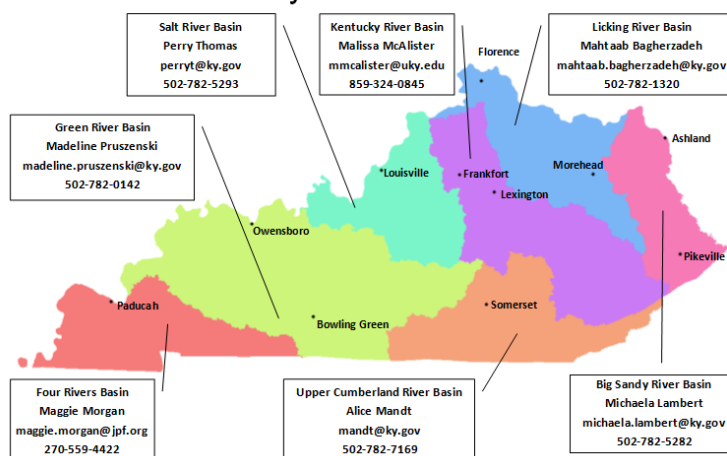 Salt River Basin
Perry Thomas
perryt@ky.gov
502-782-5293
Kentucky River Basin
Malissa McAlister
mmcalister@uky.edu
859-324-0845
Licking River Basin
Mahtaab Bagherzadeh
mahtaab.bagherzadeh@ky.gov
502-782-1320
Florence
Green River Basin
Madeline Pruszenski
madeline.pruszenski@ky.gov
502-782-0142
Ashland
Louisville
Frankfort
Morehead
Lexington
Owensboro
Pikeville
Paducah
Bowling Green
Somerset
Four Rivers Basin
Maggie Morgan
maggie.morgan@jpf.org
270-559-4422
Upper Cumberland River Basin
Alice Mandt
mandt@ky.gov
502-782-7169
Big Sandy River Basin
Michaela Lambert
michaela.lambert@ky.gov
502-782-5282